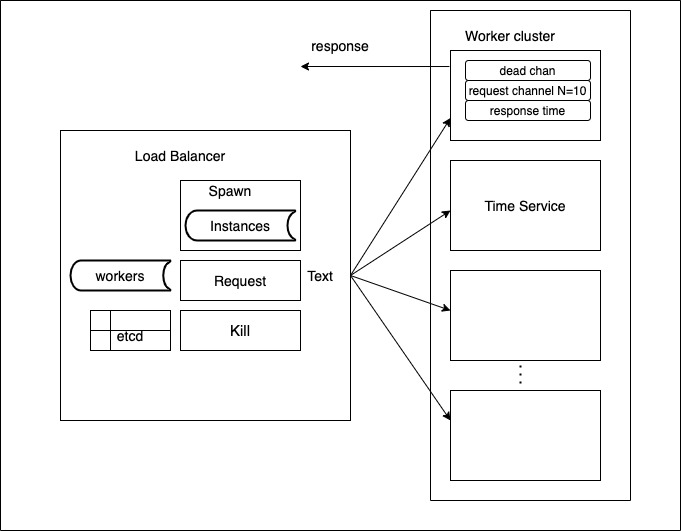 response
Worker cluster
dead chan
request channel N=10
response time
Load Balancer
Spawn
Instances
Time Service
workers
Request
Text
etcd
Kill